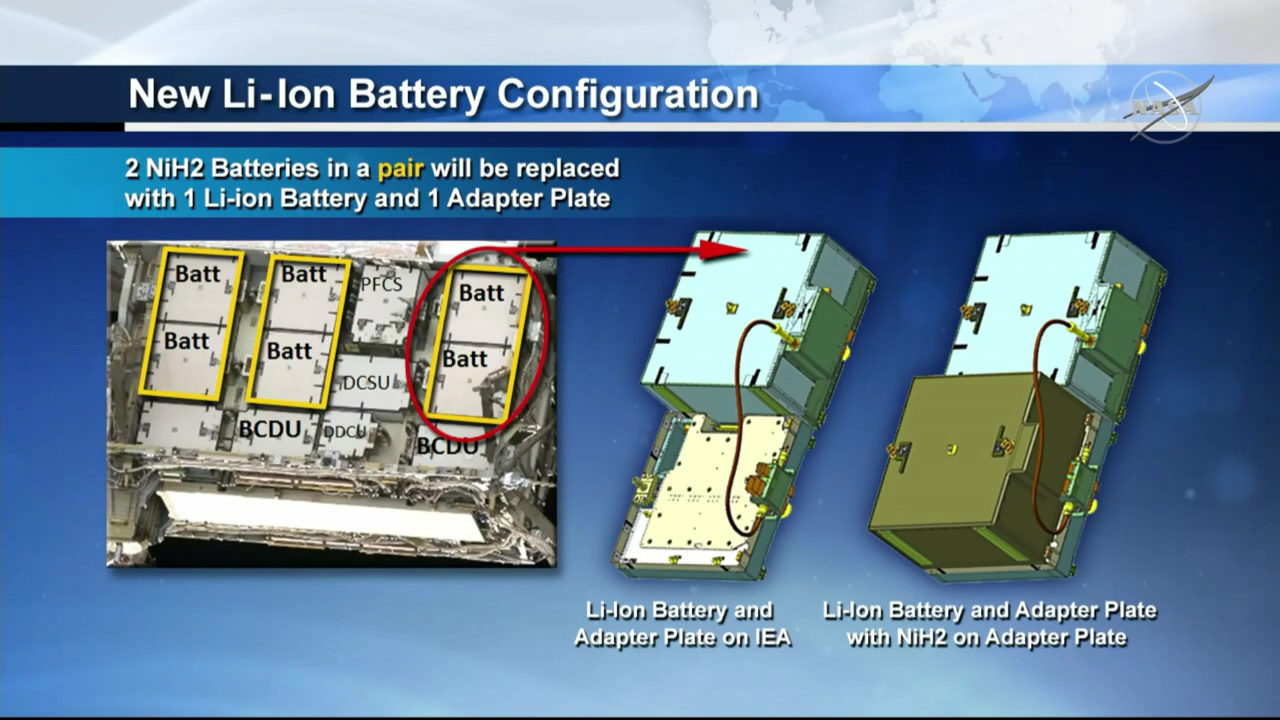 New Li-Ion Battery Configuration
NASA
2 NiH2 Batteries in a pair will be replaced
with 1 Li-ion Battery and 1 Adapter Plate
Batt
Batt
Batt
Batt
PFCS
DCSU
BCDU
DDCU
Batt
Batt
BCDU
Li-Ion Battery and
Adapter Plate on IEA
Li-Ion Battery and Adapter Plate
with NiH2 on Adapter Plate